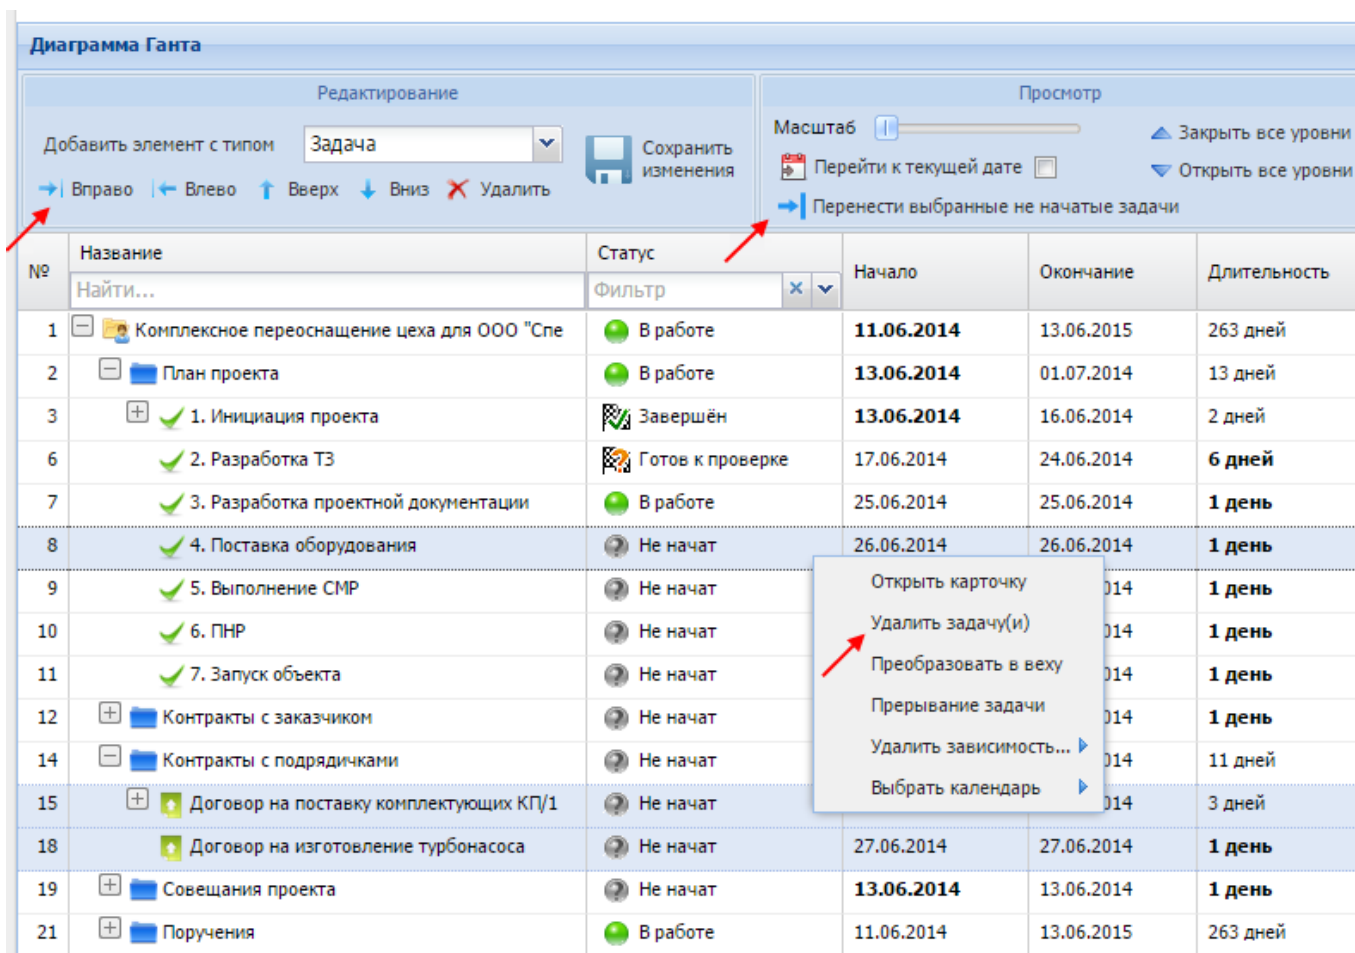 Диаграмма Ганта
Редактирование
Просмотр
Добавить элемент с типом Задача
Сохранить изменения
Вправо Влево Вверх Вниз Удалить
Масштаб
Закрыть все уровни
Перейти к текущей дате
Открыть все уровни
Перенести выбранные не начатые задачи
№ Название Статус Начало Окончание Длительность
Найти... Фильтр
1 Комплексное переоснащение цеха для ООО "Спе В работе 11.06.2014 13.06.2015 263 дней
2 План проекта В работе 13.06.2014 01.07.2014 13 дней
3 1. Инициация проекта Завершён 13.06.2014 16.06.2014 2 дней
6 2. Разработка ТЗ Готов к проверке 17.06.2014 24.06.2014 6 дней
7 3. Разработка проектной документации В работе 25.06.2014 25.06.2014 1 день
8 4. Поставка оборудования Не начат 26.06.2014 26.06.2014 1 день
9 5. Выполнение СМР Не начат 014 1 день
10 6. ПНР Не начат 014 1 день
11 7. Запуск объекта Не начат 014 1 день
12 Контракты с заказчиком Не начат 014 1 день
14 Контракты с подрядичками Не начат 014 11 дней
15 Договор на поставку комплектующих КП/1 Не начат 014 3 дней
18 Договор на изготовление турбонасоса Не начат 27.06.2014 27.06.2014 1 день
19 Совещания проекта Не начат 13.06.2014 13.06.2014 1 день
21 Поручения В работе 11.06.2014 13.06.2015 263 дней
Открыть карточку
Удалить задачу(и)
Преобразовать в веху
Прерывание задачи
Удалить зависимость...
Выбрать календарь